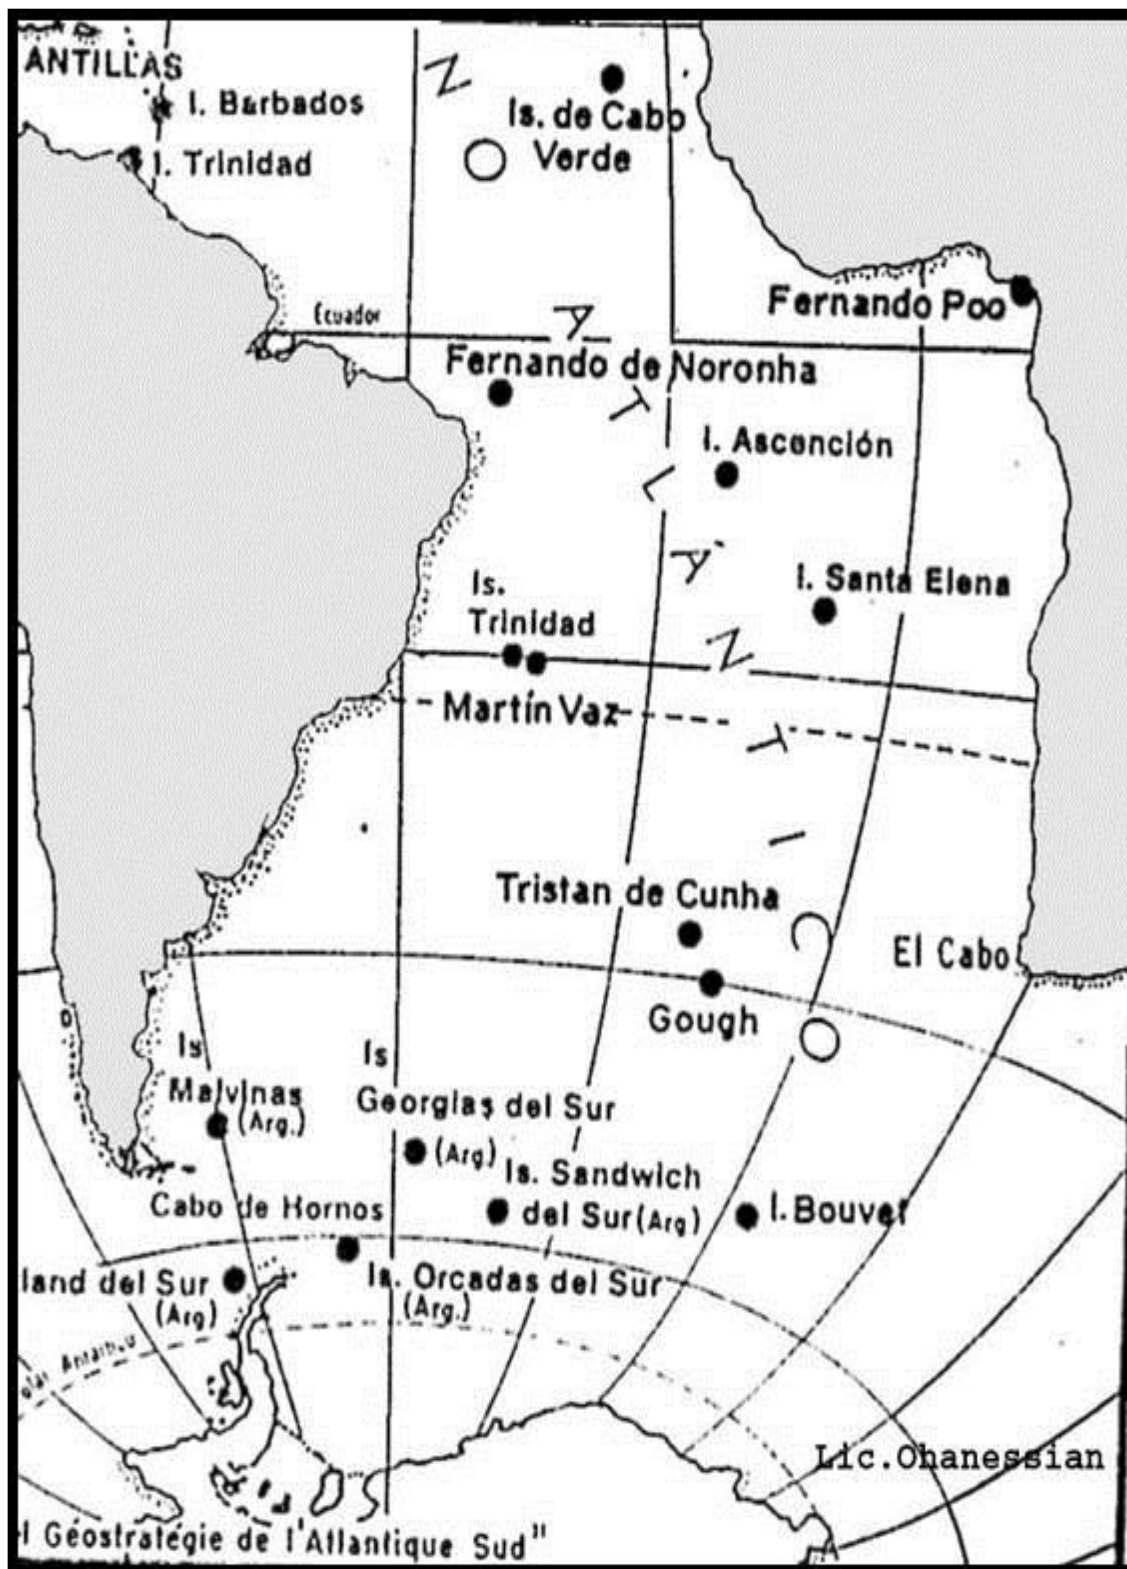 ANTILLAS
I. Barbados
I. Trinidad
Is. de Cabo
Verde
Fernando Poo
Ecuador
Fernando de Noronha
I. Ascención
I. Santa Elena
Is.
Trinidad
Martín Vaz
OCÉANO
Tristan de Cunha
El Cabo
Gough
Is
Malvinas
(Arg.)
Is
Georgias del Sur
(Arg)
Is. Sandwich
del Sur (Arg)
I. Bouvet
Cabo de Hornos
land del Sur
(Arg)
Is. Orcadas del Sur
(Arg.)
Lic.Ohanessian
l Géostratégie de l'Atlantique Sud"